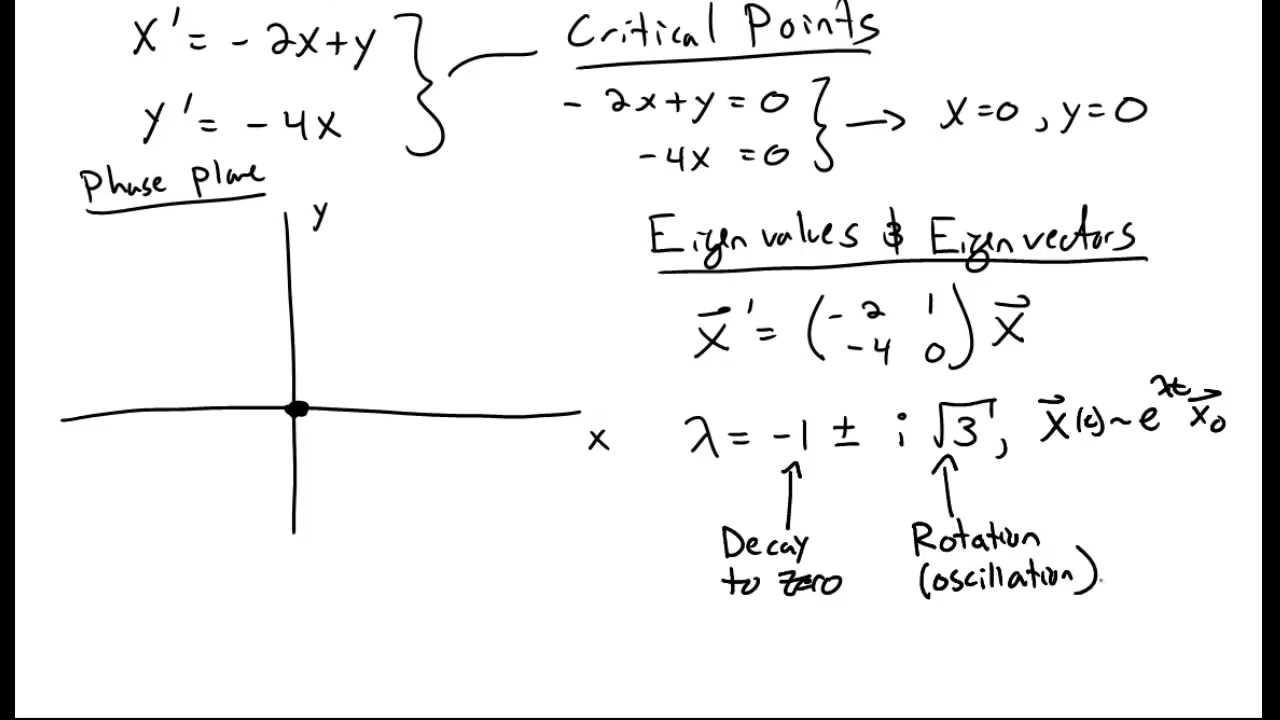 x' = - 2x+y
y' = - 4x
Critical Points
- 2x+y = 0
-4x = 0
→ x=0 , y=0
Phase plane
y
x
Eigenvalues & Eigenvectors
x⃗' = (-2 1
-4 0) x⃗
λ = -1 ± i √3 , x⃗(t) ~ e^λt x⃗₀
Decay
to zero
Rotation
(oscillation)